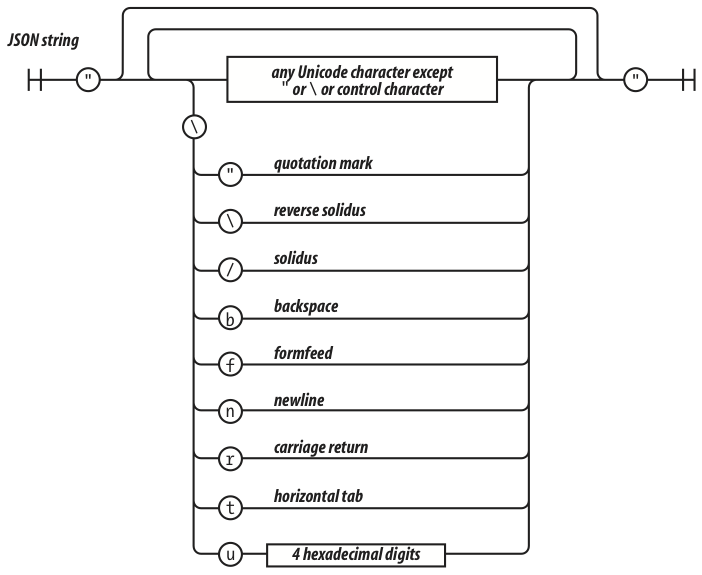 JSON string
"
any Unicode character except
" or \ or control character
"
\
" quotation mark
\ reverse solidus
/ solidus
b backspace
f formfeed
n newline
r carriage return
t horizontal tab
u 4 hexadecimal digits